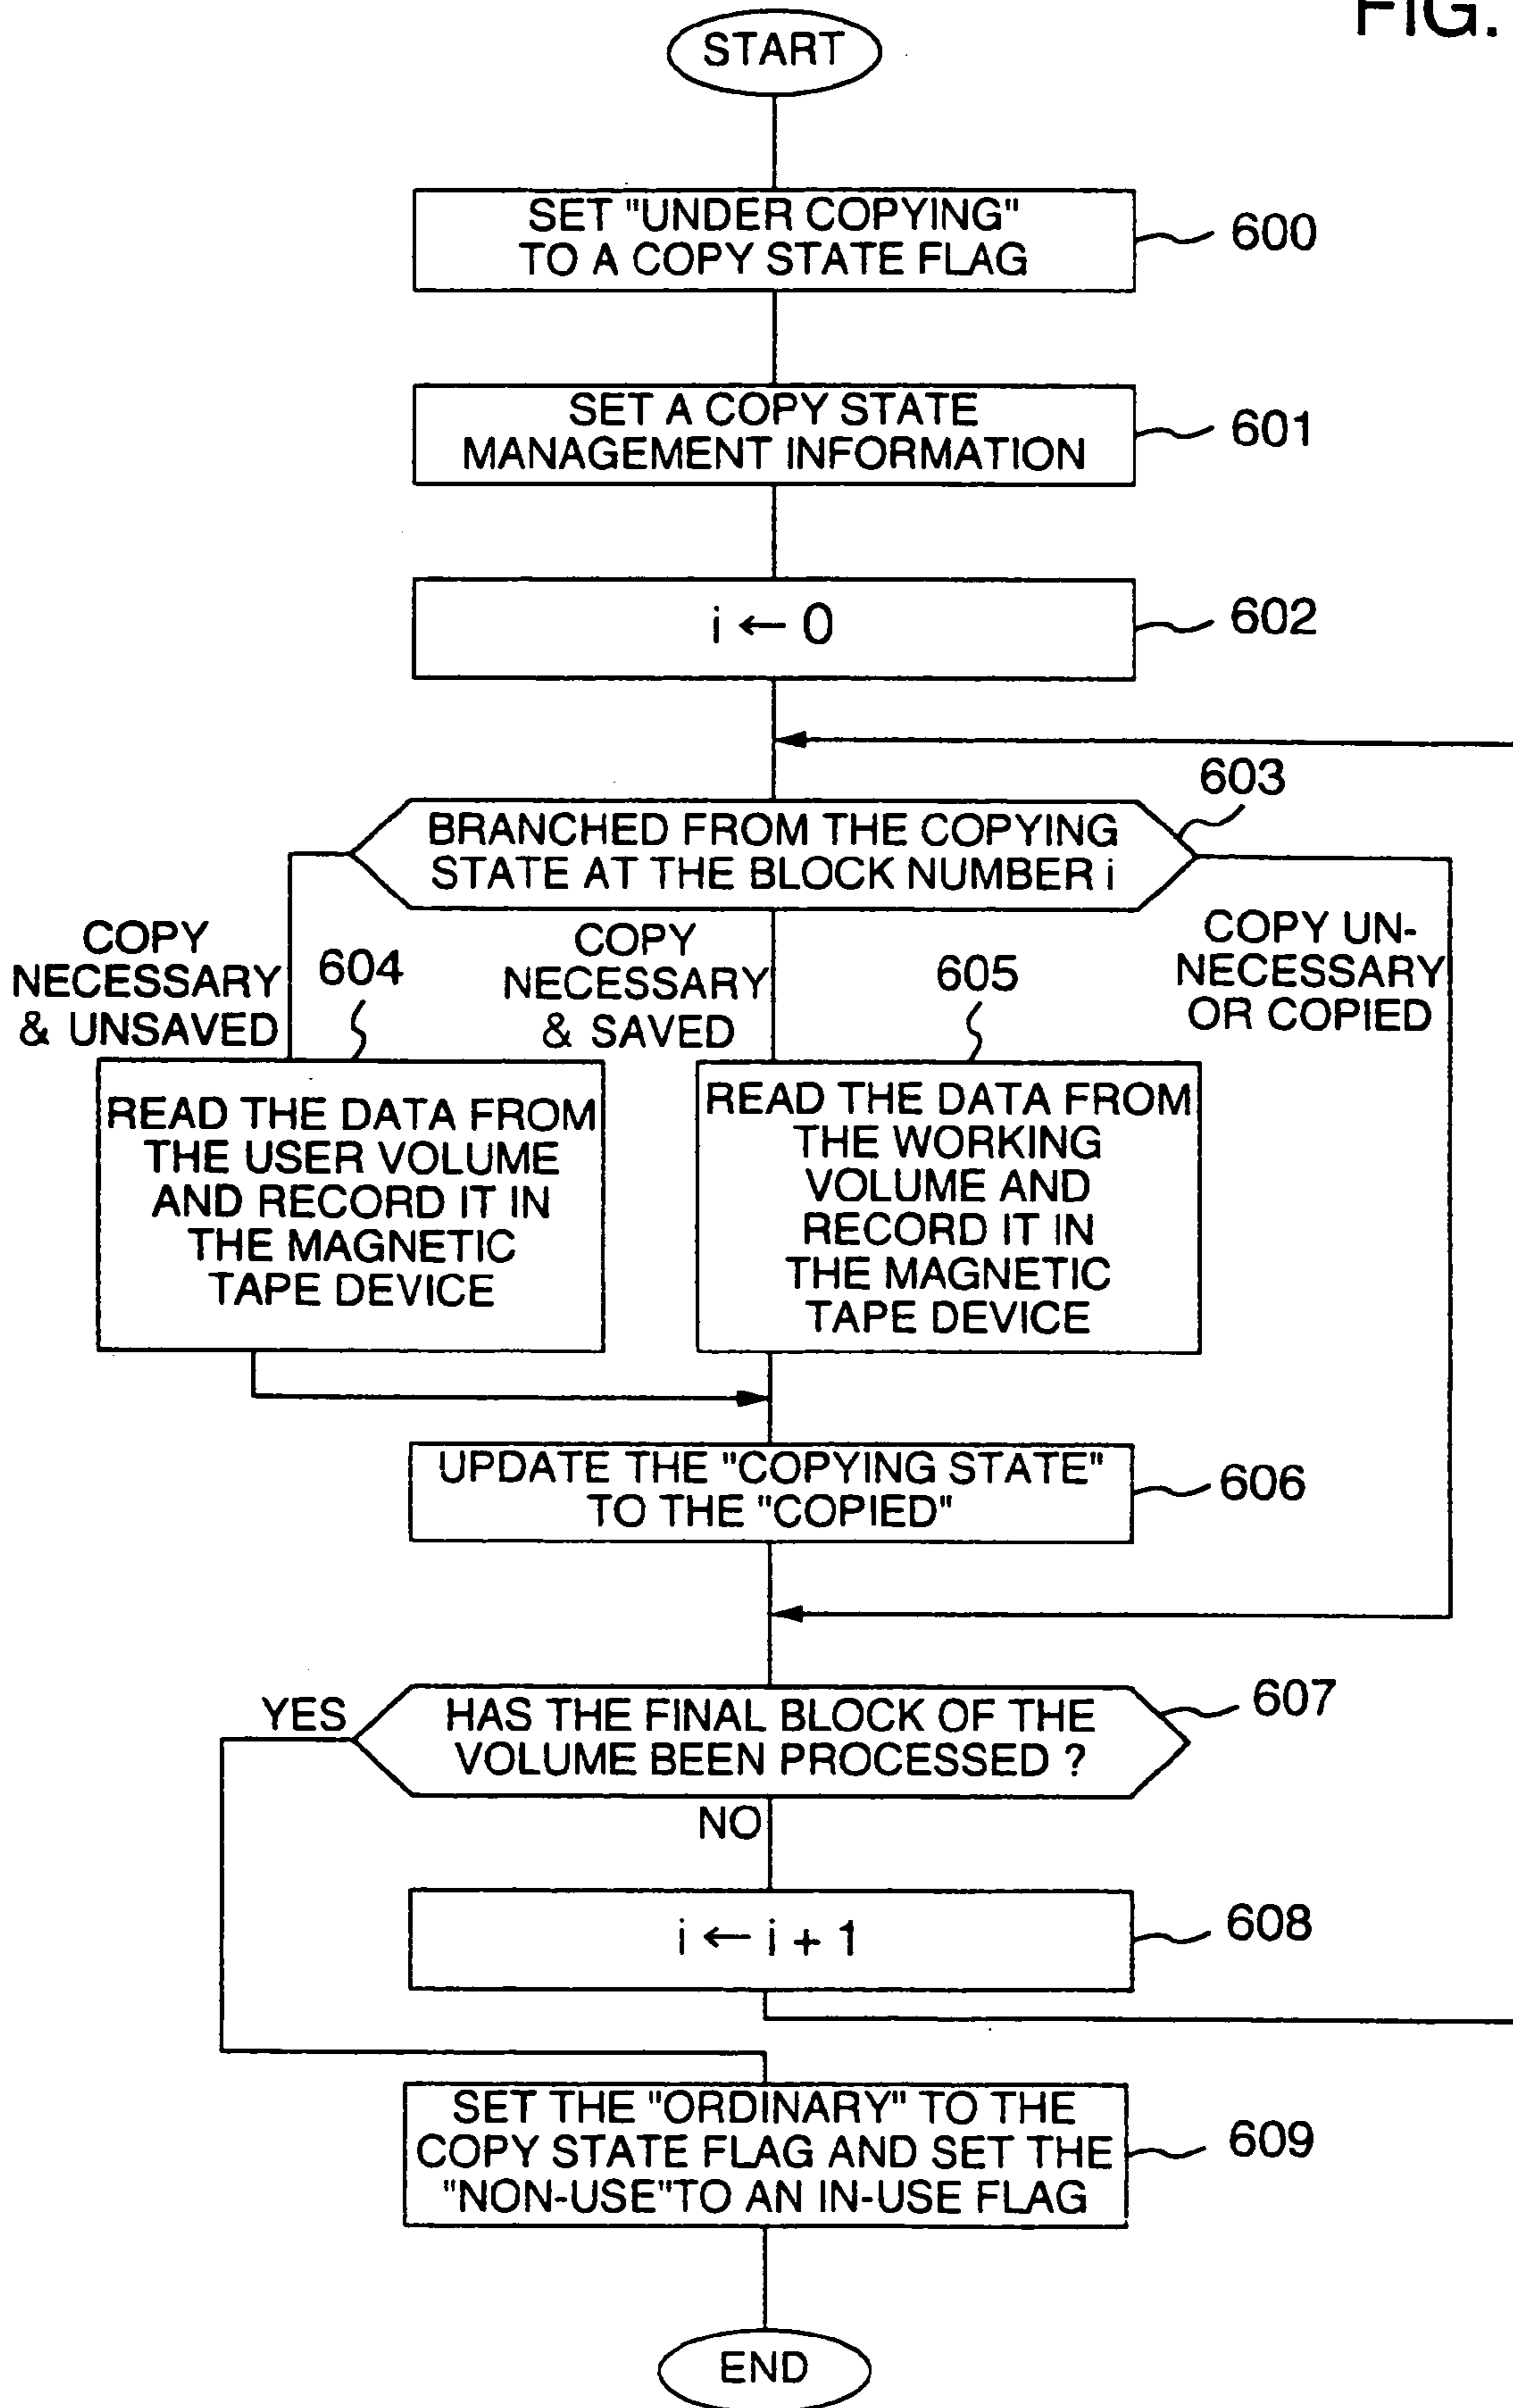 FIG.
START
SET "UNDER COPYING"
TO A COPY STATE FLAG
600
SET A COPY STATE
MANAGEMENT INFORMATION
601
i ← 0
602
603
BRANCHED FROM THE COPYING
STATE AT THE BLOCK NUMBER i
COPY
NECESSARY
& UNSAVED
604
COPY
NECESSARY
& SAVED
605
COPY UN-
NECESSARY
OR COPIED
READ THE DATA FROM
THE USER VOLUME
AND RECORD IT IN
THE MAGNETIC
TAPE DEVICE
READ THE DATA FROM
THE WORKING
VOLUME AND
RECORD IT IN
THE MAGNETIC
TAPE DEVICE
UPDATE THE "COPYING STATE"
TO THE "COPIED"
606
YES
HAS THE FINAL BLOCK OF THE
VOLUME BEEN PROCESSED ?
607
NO
i ← i + 1
608
SET THE "ORDINARY" TO THE
COPY STATE FLAG AND SET THE
"NON-USE"TO AN IN-USE FLAG
609
END